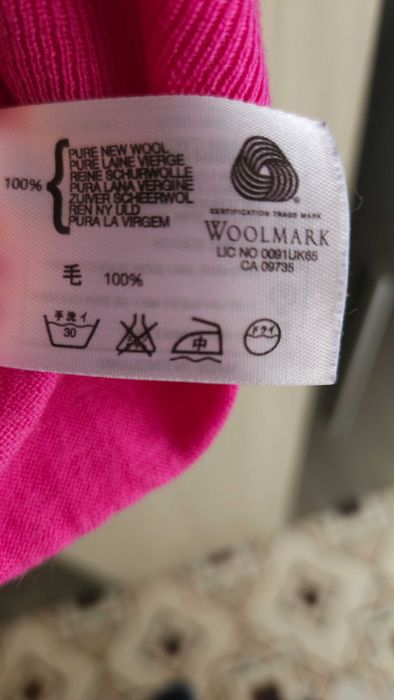 100%
PURE NEW WOOL
PURE LAINE VIERGE
REINE SCHURWOLLE
PURA LANA VERGINE
ZUIVER SCHEERWOL
REN NY ULD
PURA LA VIRGEM
CERTIFICATION TRADE MARK
WOOLMARK
LIC NO 0091UK65
CA 09735
毛 100%
手洗イ
30
中
ドライ